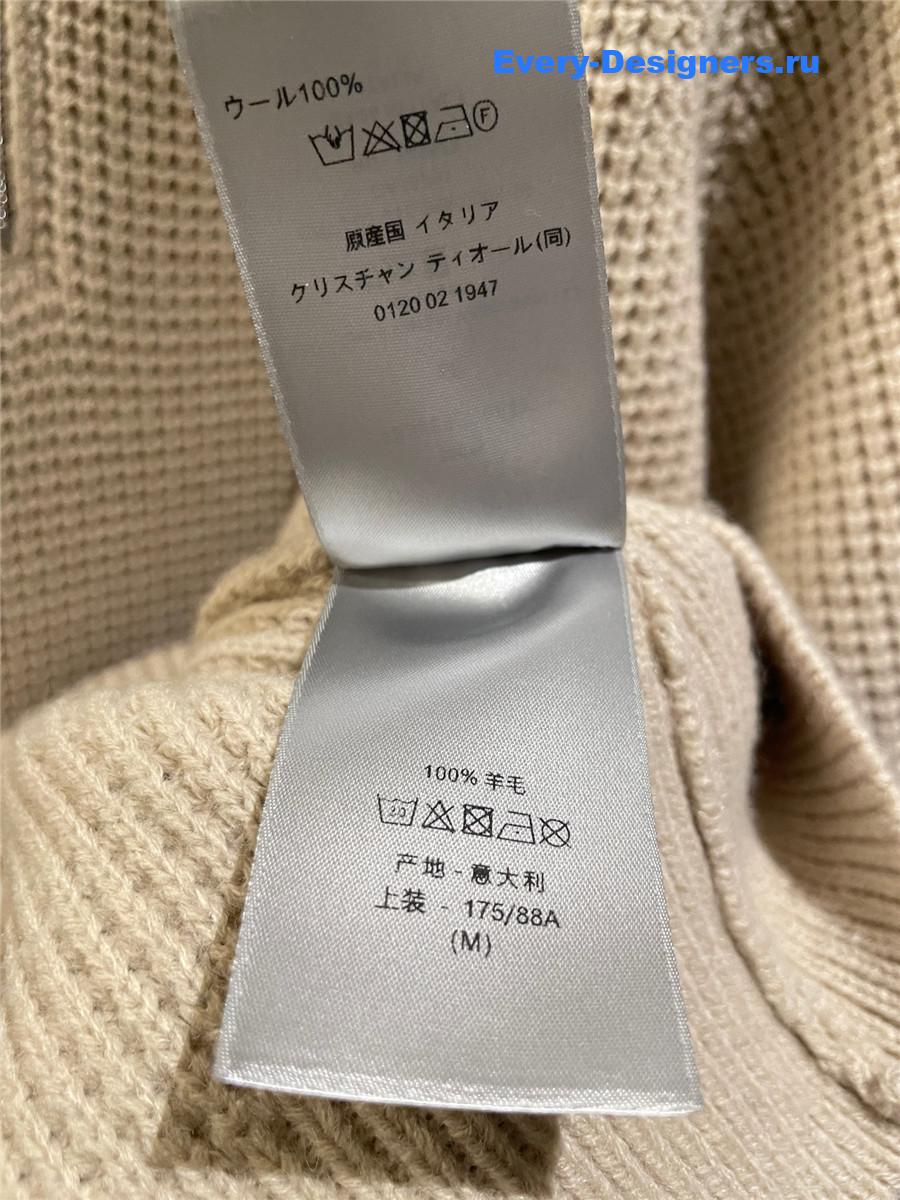 Every-Designers.ru
ウール100%
F
原産国 イタリア
クリスチャン ティオール(同)
0120 02 1947
100% 羊毛
产地 - 意大利
上装 - 175/88A
(M)